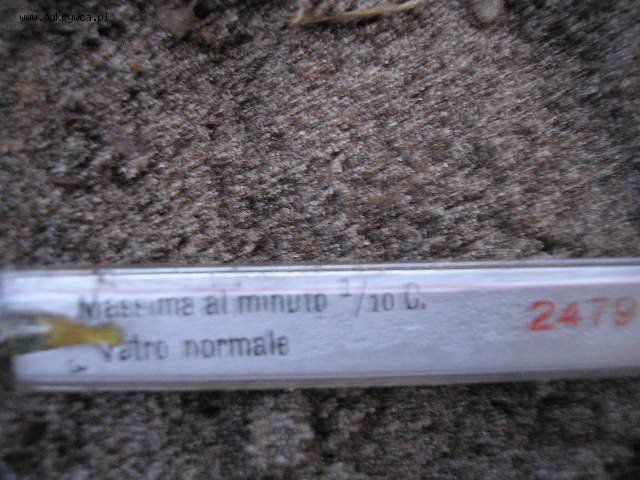 www.odkrywca.pl
Massima al minuto 1/10 C.
Vetro normale
2479